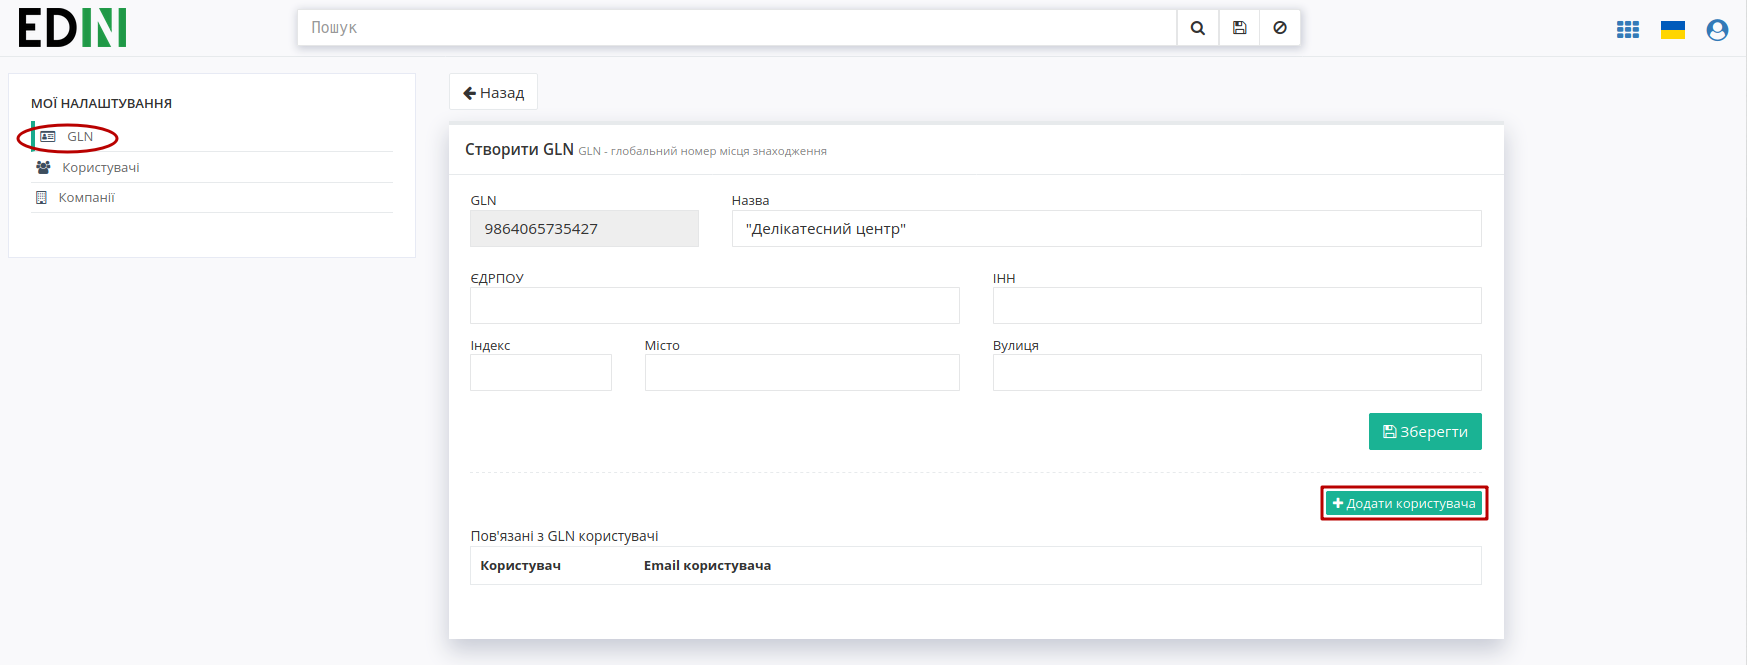 EDIN
Пошук
МОЇ НАЛАШТУВАННЯ
GLN
Користувачі
Компанії
Назад
Створити GLN GLN - глобальний номер місця знаходження
GLN Назва
9864065735427 "Делікатесний центр"
ЄДРПОУ ІНН
Індекс Місто Вулиця
Зберегти
Додати користувача
Пов'язані з GLN користувачі
Користувач Email користувача